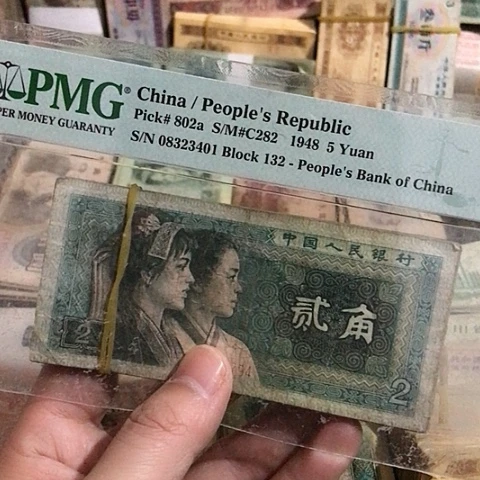 PMG®
PER MONEY GUARANTY
China / People's Republic
Pick# 802a S/M#C282 1948 5 Yuan
S/N 08323401 Block 132 - People's Bank of China
中国人民银行
贰角
2
2